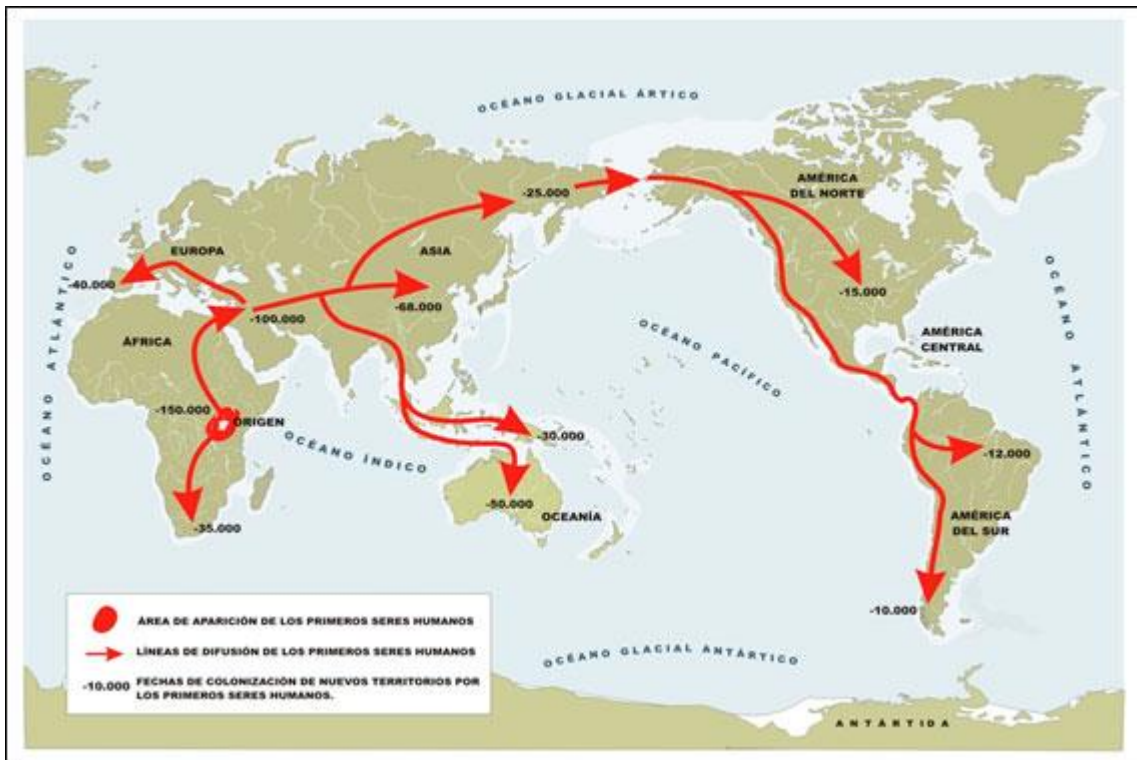 OCÉANO GLACIAL ÁRTICO
AMÉRICA
DEL NORTE
-25.000
EUROPA
ASIA
-40.000
-15.000
-68.000
-100.000
OCÉANO ATLÁNTICO
ÁFRICA
OCÉANO PACÍFICO
AMÉRICA
CENTRAL
OCÉANO ATLÁNTICO
-150.000
ORIGEN
OCÉANO ÍNDICO
-30.000
-12.000
-50.000
OCEANÍA
-35.000
AMÉRICA
DEL SUR
-10.000
ÁREA DE APARICIÓN DE LOS PRIMEROS SERES HUMANOS
LÍNEAS DE DIFUSIÓN DE LOS PRIMEROS SERES HUMANOS
-10.000 FECHAS DE COLONIZACIÓN DE NUEVOS TERRITORIOS POR
LOS PRIMEROS SERES HUMANOS.
OCÉANO GLACIAL ANTÁRTICO
ANTÁRTIDA